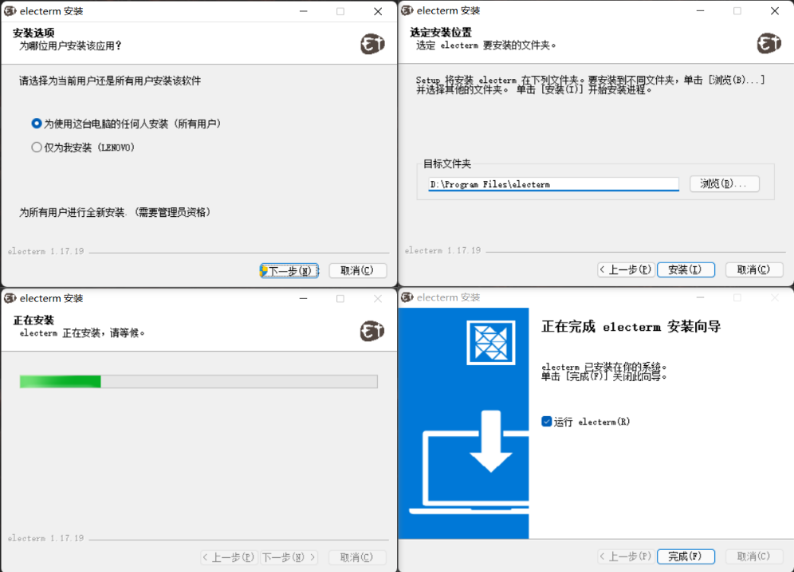 electerm 安装
安装选项
为哪位用户安装该应用？
请选择为当前用户还是所有用户安装该软件
为使用这台电脑的任何人安装（所有用户）
仅为我安装 (LENOVO)
为所有用户进行全新安装.（需要管理员资格）
electerm 1.17.19
下一步(N)
取消(C)
electerm 安装
选定安装位置
选定 electerm 要安装的文件夹。
Setup 将安装 electerm 在下列文件夹。要安装到不同文件夹，单击 [浏览(B)...]
并选择其他的文件夹。 单击 [安装(I)] 开始安装进程。
目标文件夹
D:\Program Files\electerm
浏览(B)...
electerm 1.17.19
< 上一步(P)
安装(I)
取消(C)
electerm 安装
正在安装
electerm 正在安装，请等候。
electerm 1.17.19
< 上一步(P)
下一步(N) >
取消(C)
electerm 安装
正在完成 electerm 安装向导
electerm 已安装在你的系统。
单击 [完成(F)] 关闭此向导。
运行 electerm(R)
< 上一步(P)
完成(F)
取消(C)